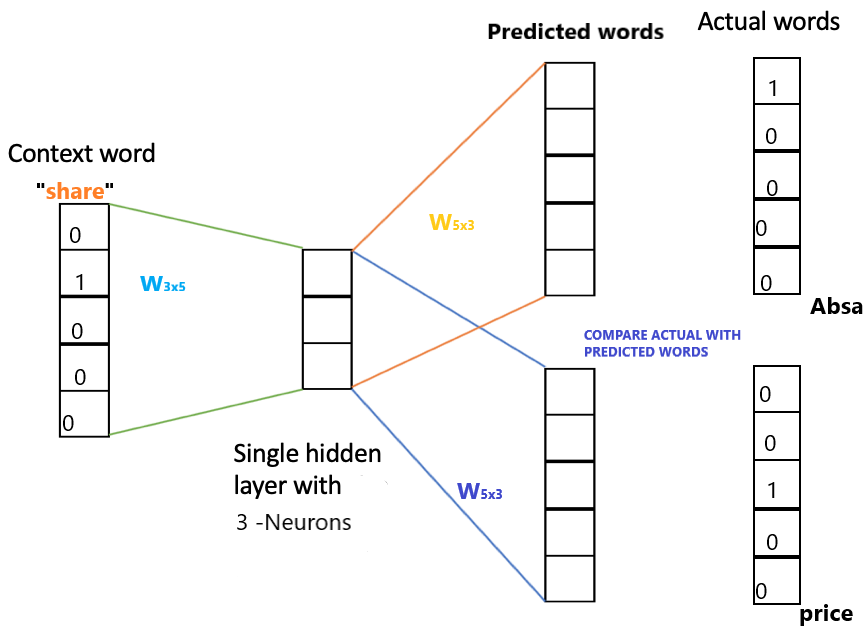 Predicted words
Actual words
Context word
"share"
0
1
0
0
0
W3x5
Single hidden
layer with
3 -Neurons
W5x3
W5x3
1
0
0
0
0
Absa
COMPARE ACTUAL WITH
PREDICTED WORDS
0
0
1
0
0
price